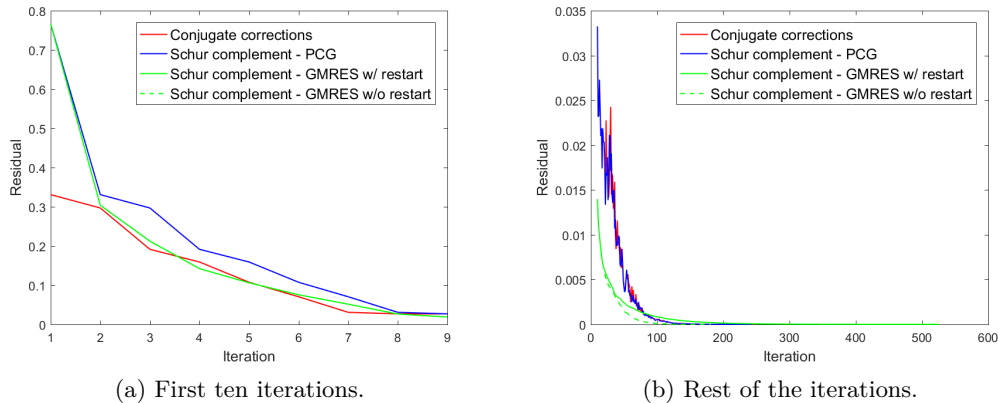 0.8
0.7
0.6
0.5
0.4
0.3
0.2
0.1
0
Residual
1 2 3 4 5 6 7 8 9
Iteration
Conjugate corrections
Schur complement - PCG
Schur complement - GMRES w/ restart
Schur complement - GMRES w/o restart
(a) First ten iterations.
0.035
0.03
0.025
0.02
0.015
0.01
0.005
0
Residual
0 100 200 300 400 500 600
Iteration
Conjugate corrections
Schur complement - PCG
Schur complement - GMRES w/ restart
Schur complement - GMRES w/o restart
(b) Rest of the iterations.